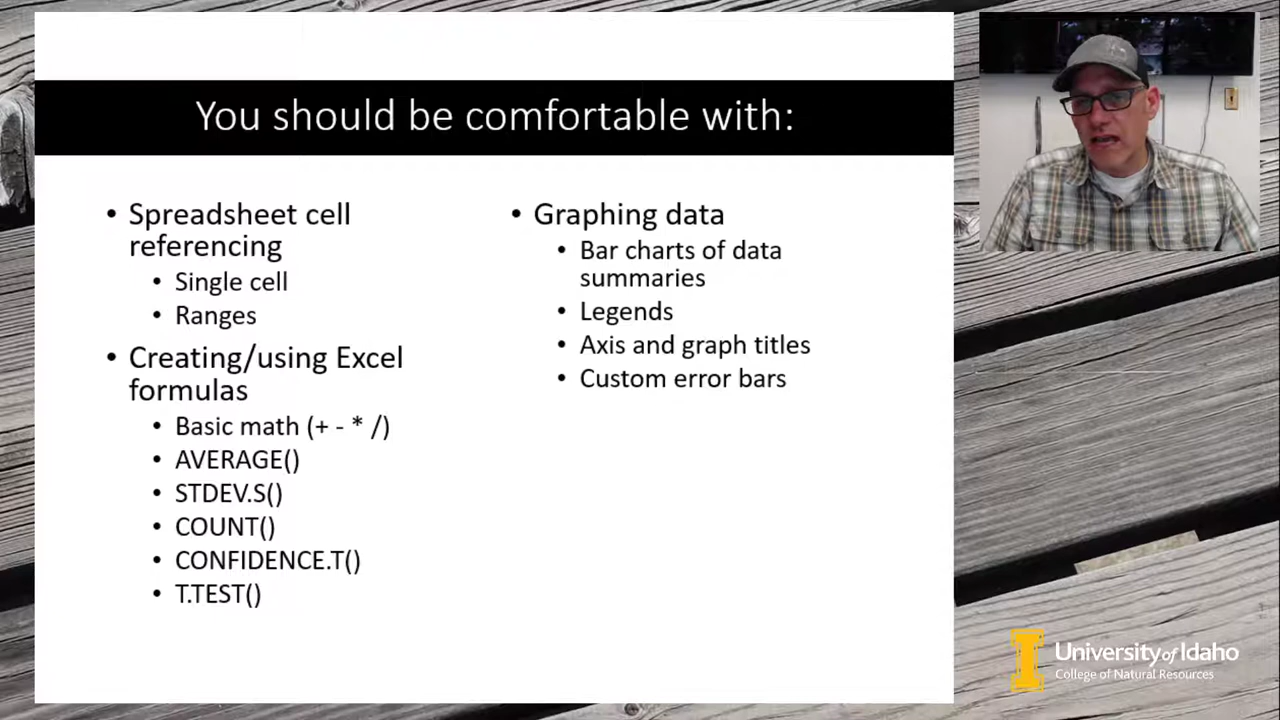 You should be comfortable with:
• Spreadsheet cell
referencing
• Single cell
• Ranges
• Creating/using Excel
formulas
• Basic math (+ - * /)
• AVERAGE()
• STDEV.S()
• COUNT()
• CONFIDENCE.T()
• T.TEST()
• Graphing data
• Bar charts of data
summaries
• Legends
• Axis and graph titles
• Custom error bars
University of Idaho
College of Natural Resources